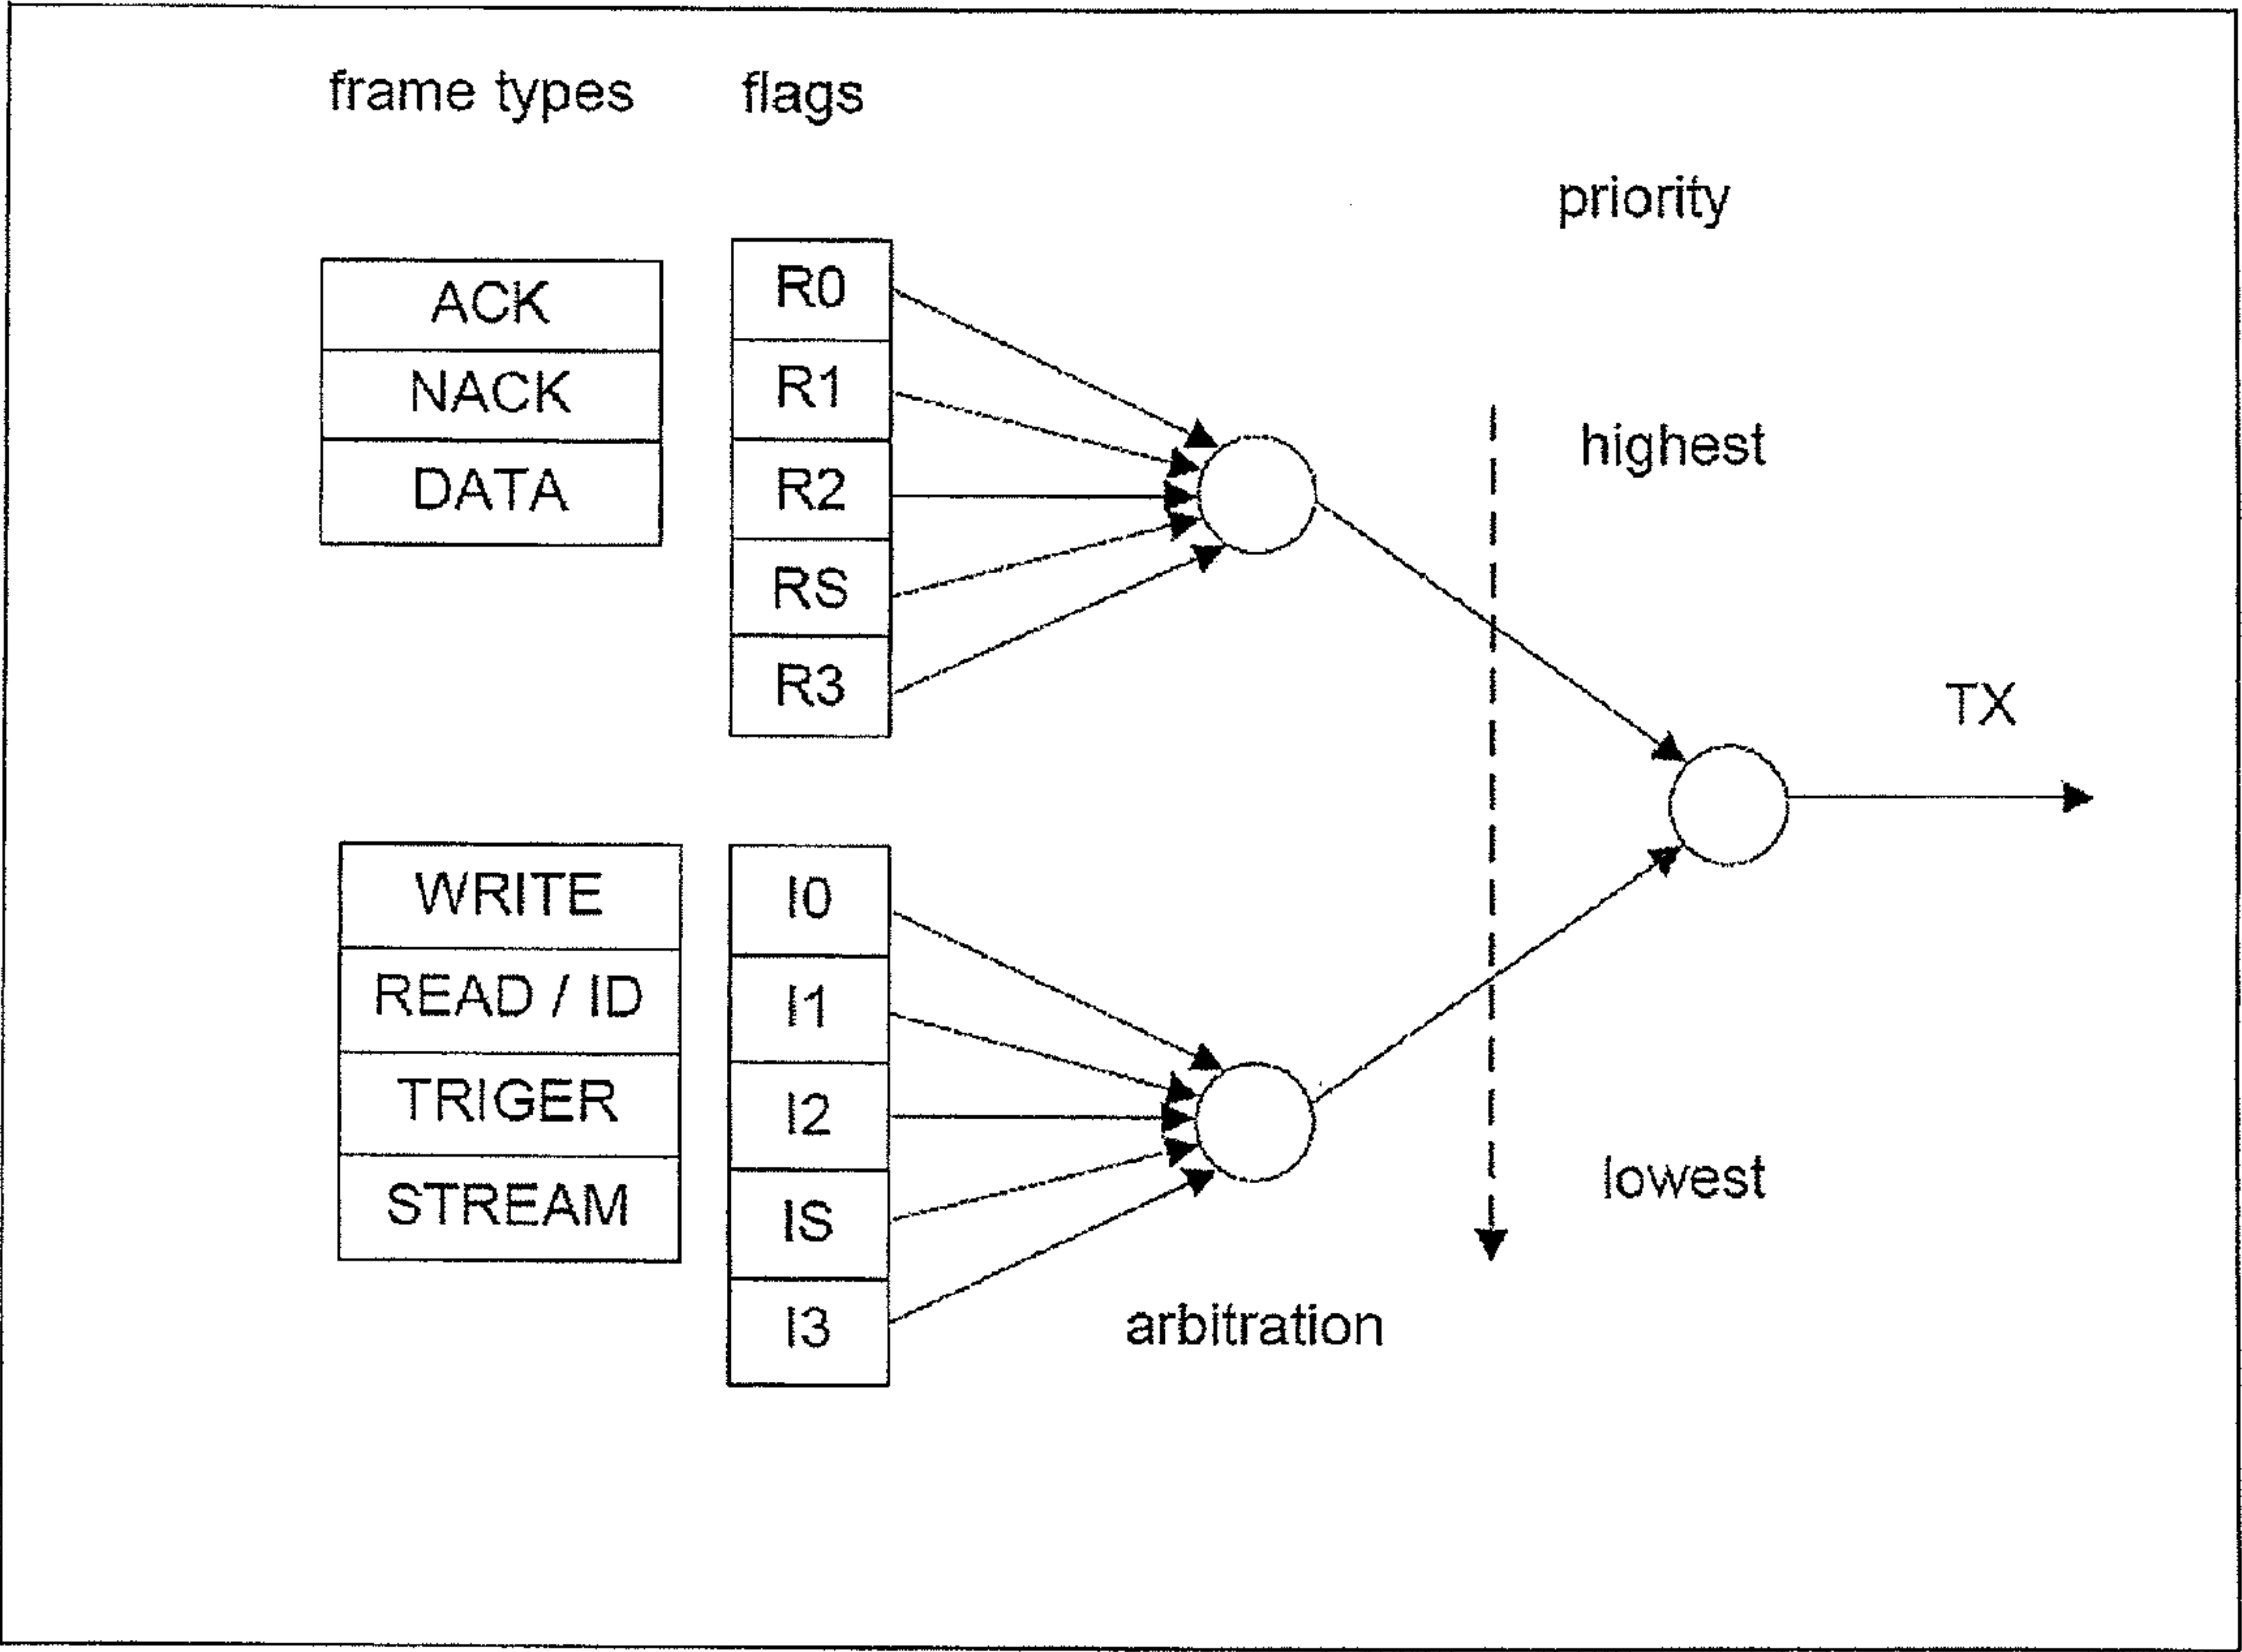 frame types flags
priority
R0
ACK
R1
NACK
highest
R2
DATA
RS
R3
TX
I0
WRITE
I1
READ / ID
I2
TRIGER
lowest
IS
STREAM
I3
arbitration